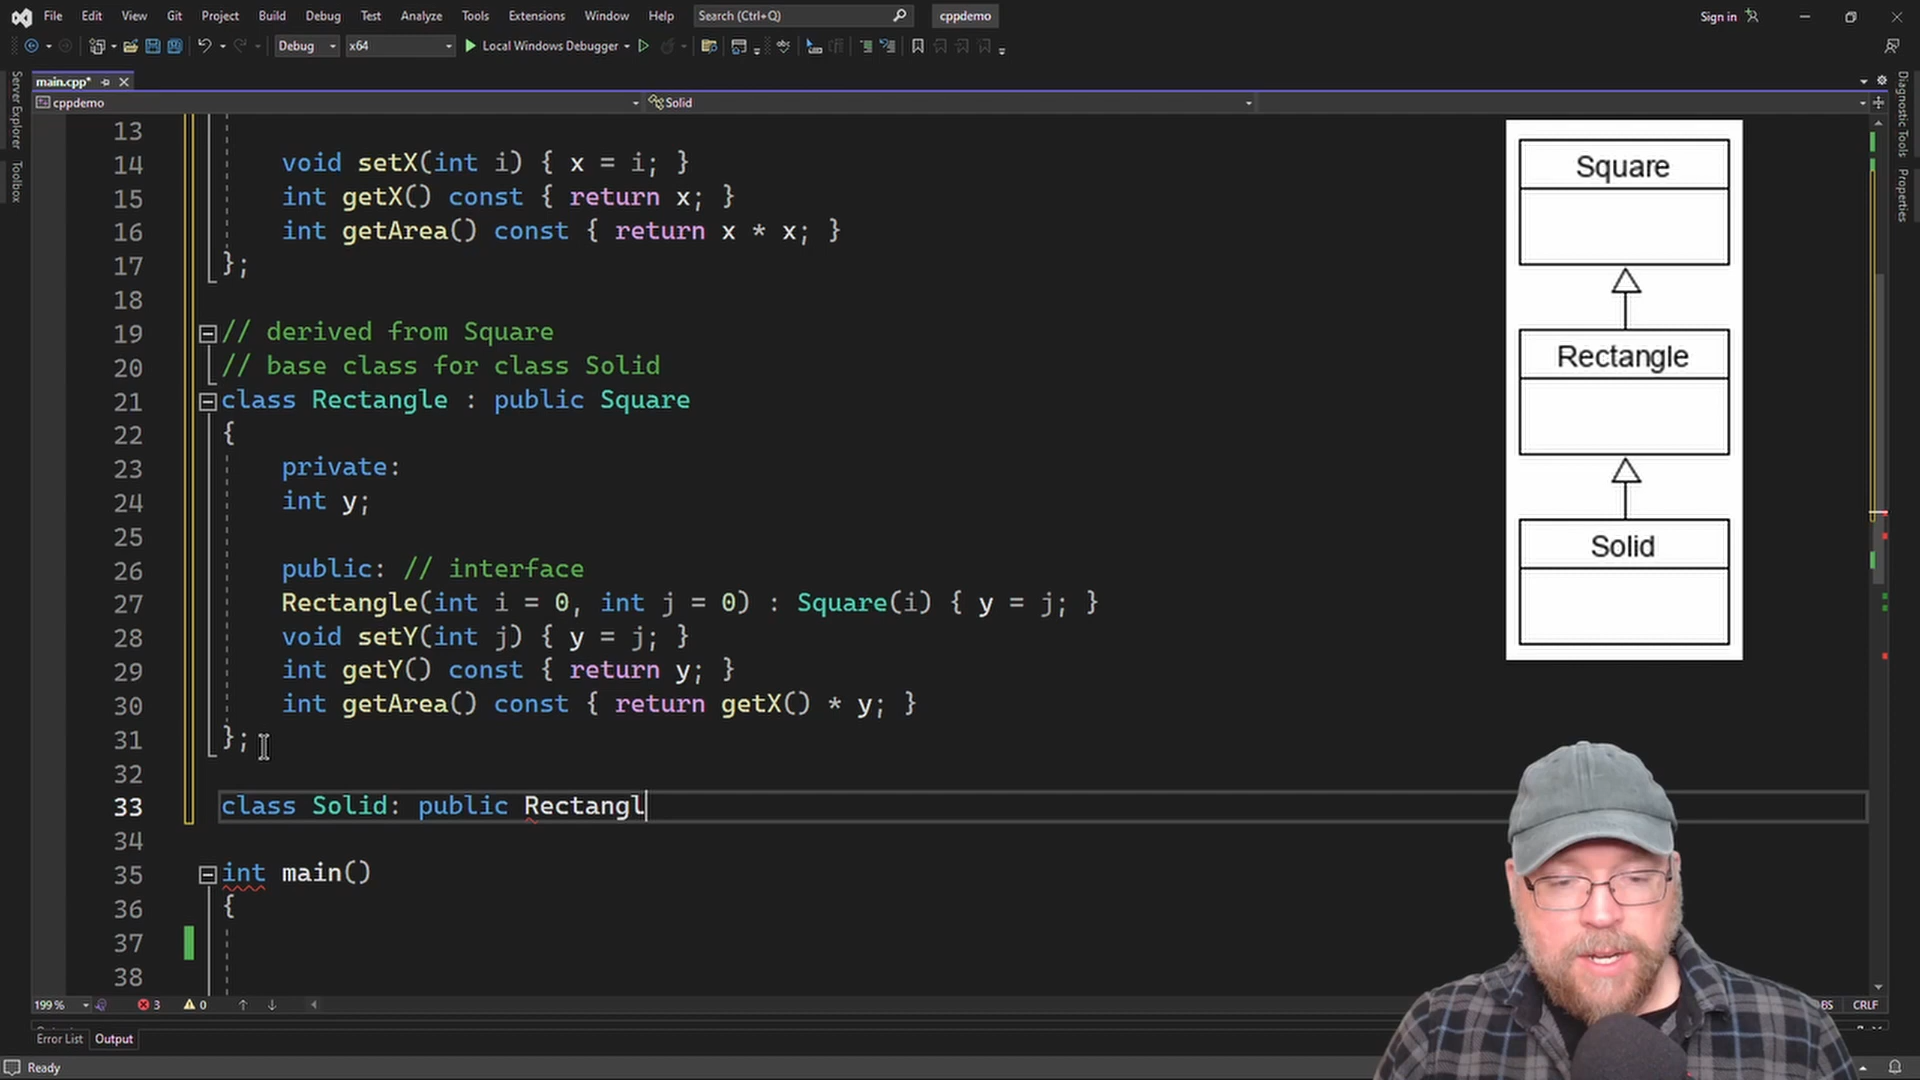 File Edit View Git Project Build Debug Test Analyze Tools Extensions Window Help Search (Ctrl+Q) cppdemo Sign in
Debug x64 Local Windows Debugger
main.cpp*
cppdemo Solid
Server Explorer
Toolbox
Diagnostic Tools
Properties
13
14 void setX(int i) { x = i; }
15 int getX() const { return x; }
16 int getArea() const { return x * x; }
17 };
18
19 // derived from Square
20 // base class for class Solid
21 class Rectangle : public Square
22 {
23 private:
24 int y;
25
26 public: // interface
27 Rectangle(int i = 0, int j = 0) : Square(i) { y = j; }
28 void setY(int j) { y = j; }
29 int getY() const { return y; }
30 int getArea() const { return getX() * y; }
31 };
32
33 class Solid: public Rectangl
34
35 int main()
36 {
37
38
Square
Rectangle
Solid
199 % 3 0 CRLF
Error List Output
Ready